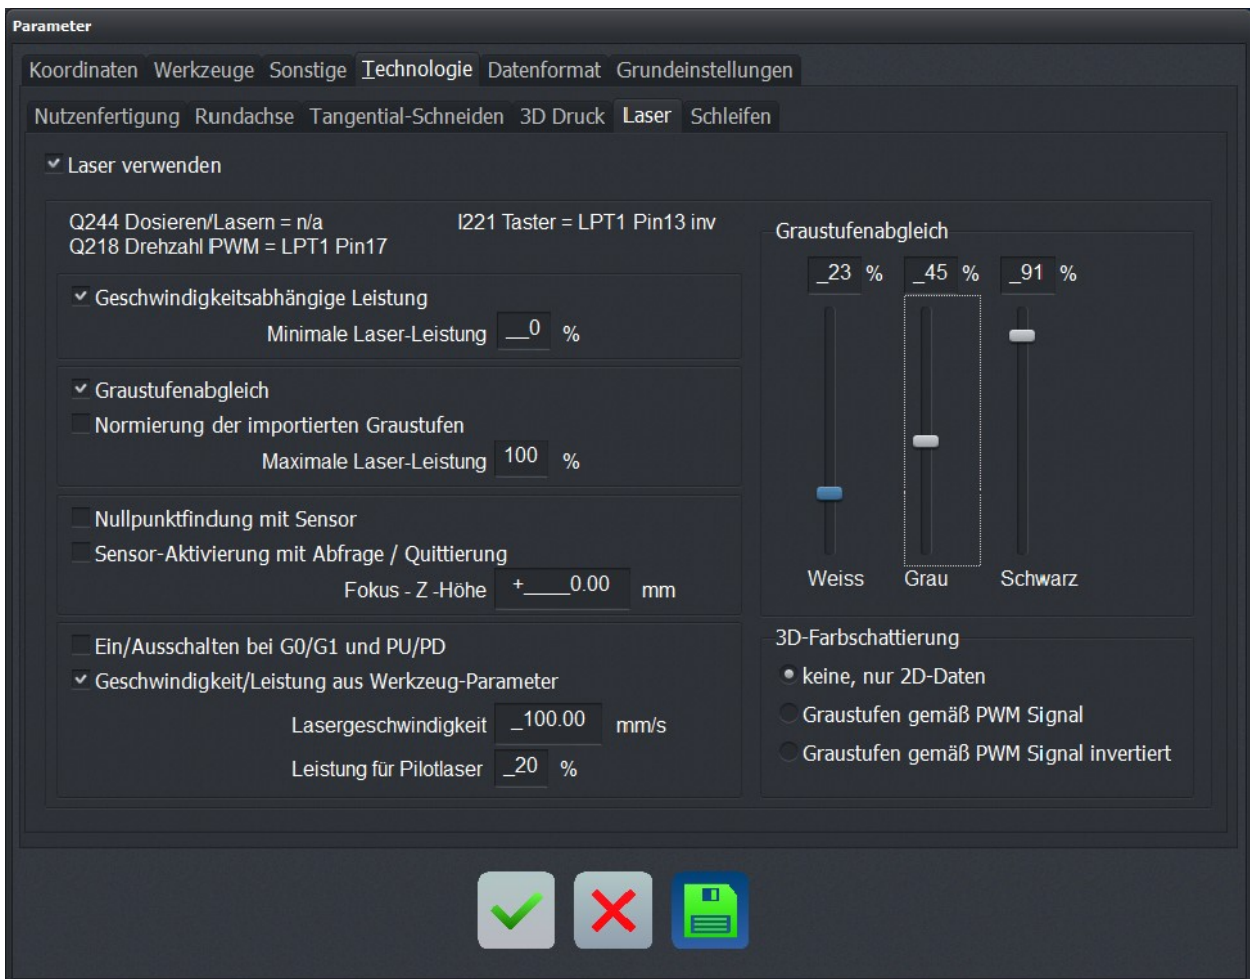 Parameter
Koordinaten Werkzeuge Sonstige Technologie Datenformat Grundeinstellungen
Nutzenfertigung Rundachse Tangential-Schneiden 3D Druck Laser Schleifen
Laser verwenden
Q244 Dosieren/Lasern = n/a I221 Taster = LPT1 Pin13 inv
Q218 Drehzahl PWM = LPT1 Pin17
Geschwindigkeitsabhängige Leistung
Minimale Laser-Leistung __0 %
Graustufenabgleich
Normierung der importierten Graustufen
Maximale Laser-Leistung 100 %
Nullpunktfindung mit Sensor
Sensor-Aktivierung mit Abfrage / Quittierung
Fokus - Z -Höhe +____0.00 mm
Ein/Ausschalten bei G0/G1 und PU/PD
Geschwindigkeit/Leistung aus Werkzeug-Parameter
Lasergeschwindigkeit _100.00 mm/s
Leistung für Pilotlaser _20 %
Graustufenabgleich
_23 % _45 % _91 %
Weiss Grau Schwarz
3D-Farbschattierung
keine, nur 2D-Daten
Graustufen gemäß PWM Signal
Graustufen gemäß PWM Signal invertiert